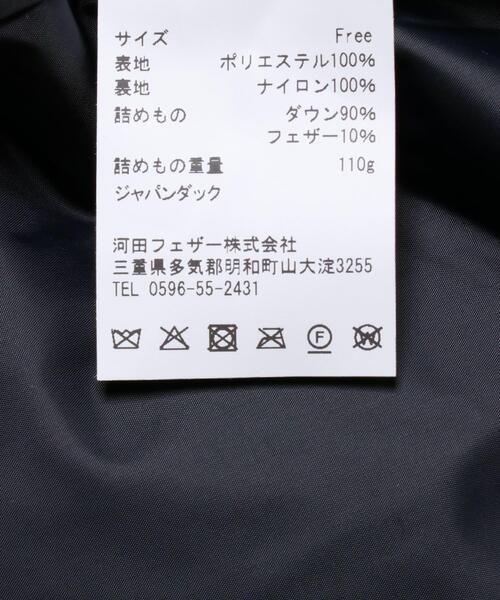 サイズ Free
表地 ポリエステル100%
裏地 ナイロン100%
詰めもの ダウン90%
フェザー10%
詰めもの重量 110g
ジャパンダック
河田フェザー株式会社
三重県多気郡明和町山大淀3255
TEL 0596-55-2431
F W